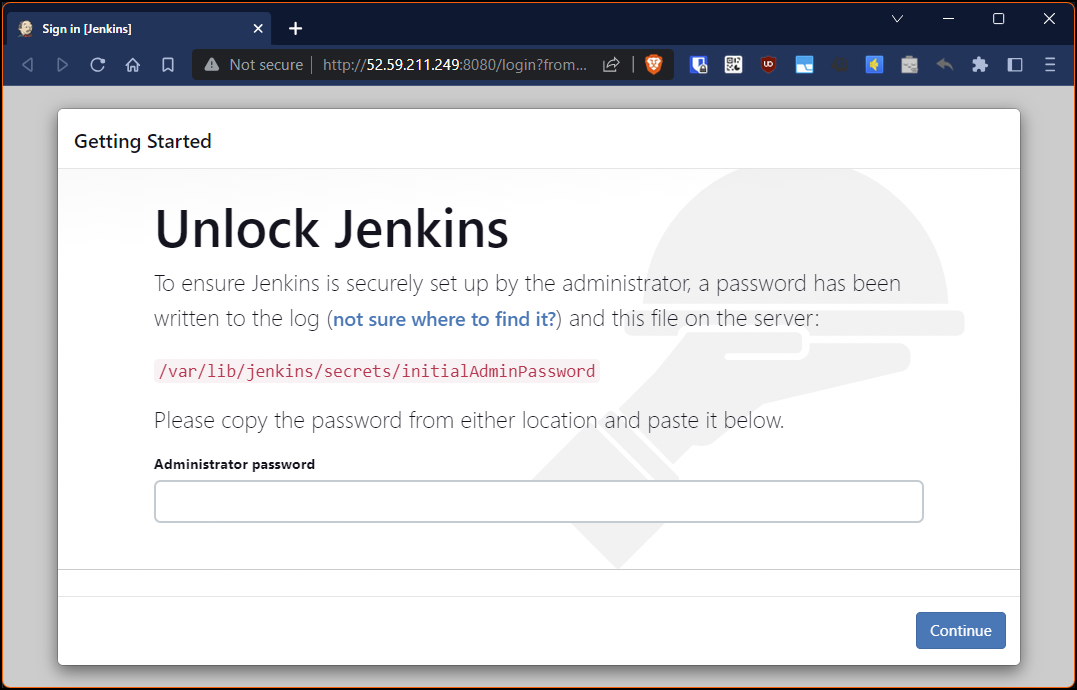 Sign in [Jenkins]
Not secure
http://52.59.211.249:8080/login?from...
Getting Started
Unlock Jenkins
To ensure Jenkins is securely set up by the administrator, a password has been
written to the log (not sure where to find it?) and this file on the server:
/var/lib/jenkins/secrets/initialAdminPassword
Please copy the password from either location and paste it below.
Administrator password
Continue